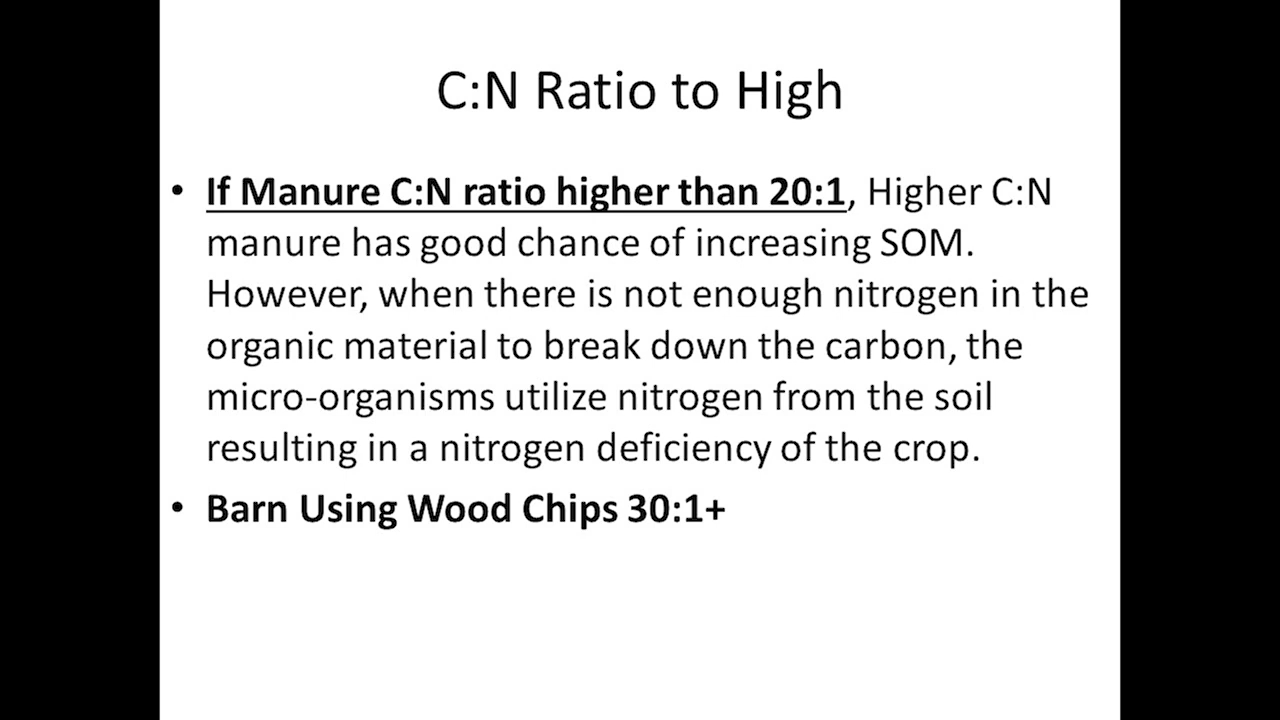 C:N Ratio to High
• If Manure C:N ratio higher than 20:1, Higher C:N
manure has good chance of increasing SOM.
However, when there is not enough nitrogen in the
organic material to break down the carbon, the
micro-organisms utilize nitrogen from the soil
resulting in a nitrogen deficiency of the crop.
• Barn Using Wood Chips 30:1+